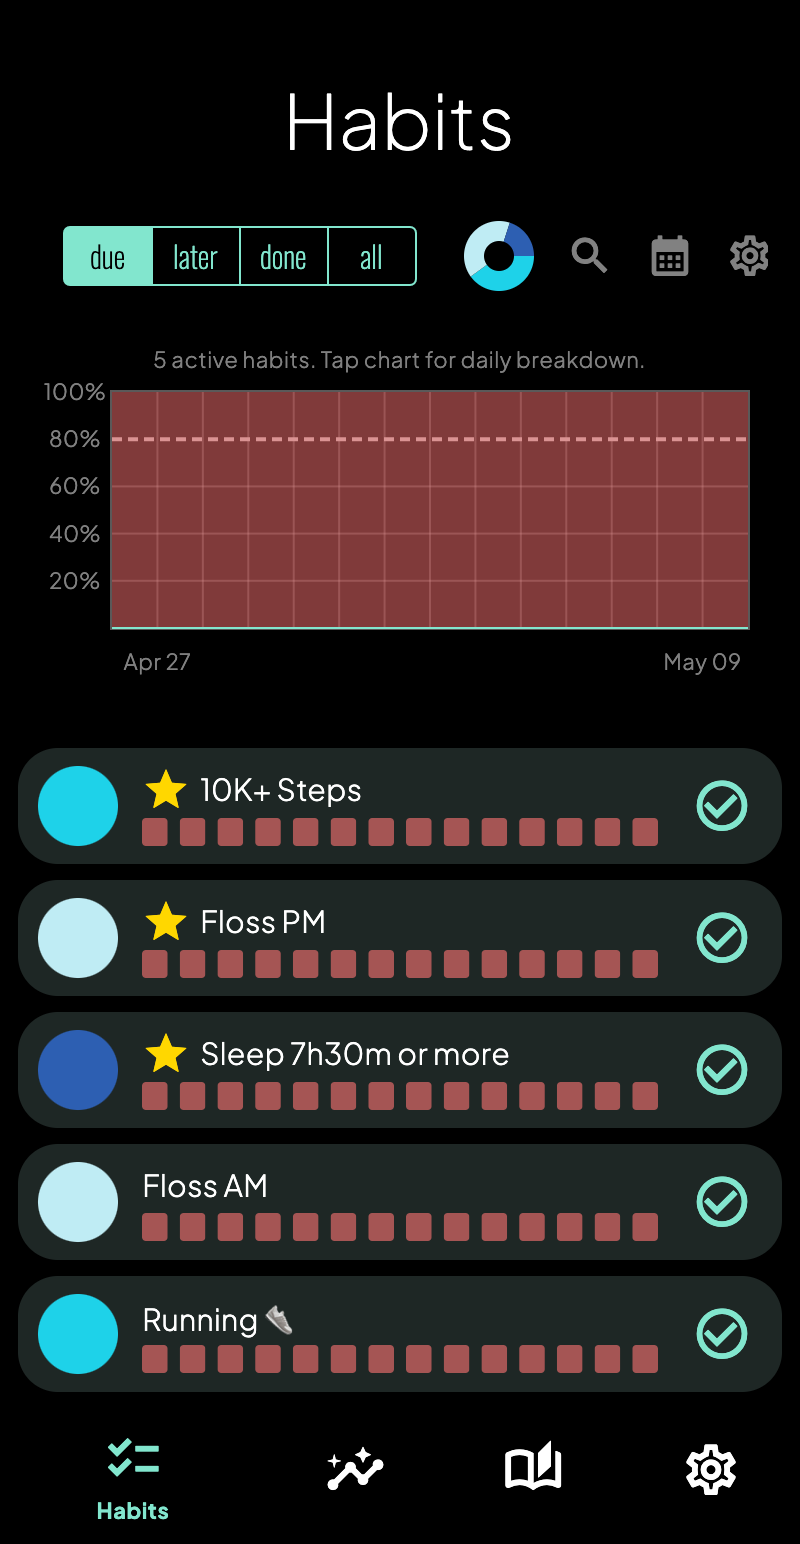 Habits
due later done all
5 active habits. Tap chart for daily breakdown.
100%
80%
60%
40%
20%
Apr 27 May 09
10K+ Steps
Floss PM
Sleep 7h30m or more
Floss AM
Running
Habits